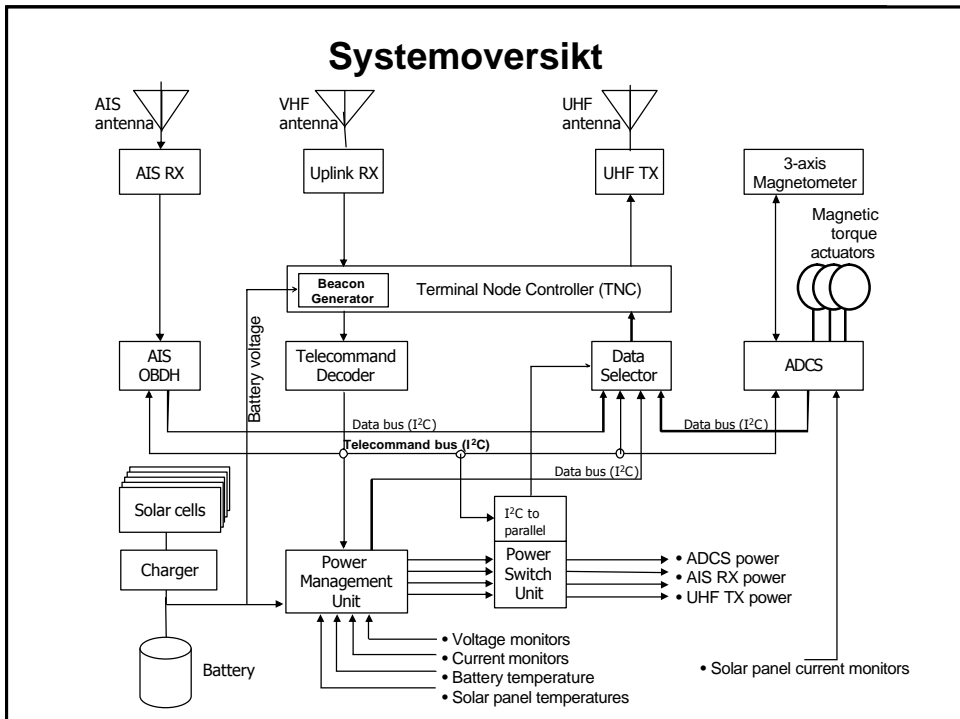 Systemoversikt
AIS
antenna
VHF
antenna
UHF
antenna
AIS RX
Uplink RX
UHF TX
3-axis
Magnetometer
Magnetic
torque
actuators
Beacon
Generator
Terminal Node Controller (TNC)
Battery voltage
AIS
OBDH
Telecommand
Decoder
Data
Selector
ADCS
Data bus (I²C)
Data bus (I²C)
Telecommand bus (I²C)
Data bus (I²C)
Solar cells
I²C to
parallel
Charger
Power
Management
Unit
Power
Switch
Unit
• ADCS power
• AIS RX power
• UHF TX power
Battery
• Voltage monitors
• Current monitors
• Battery temperature
• Solar panel temperatures
• Solar panel current monitors